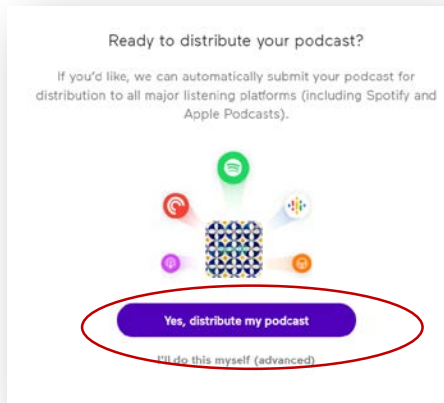 Ready to distribute your podcast?
If you'd like, we can automatically submit your podcast for
distribution to all major listening platforms (including Spotify and
Apple Podcasts).
Yes, distribute my podcast
I'll do this myself (advanced)